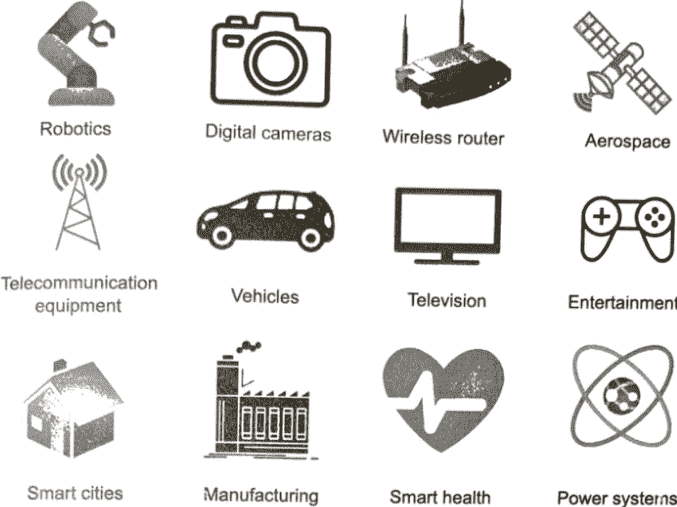 Robotics
Digital cameras
Wireless router
Aerospace
Telecommunication
equipment
Vehicles
Television
Entertainment
Smart cities
Manufacturing
Smart health
Power systems